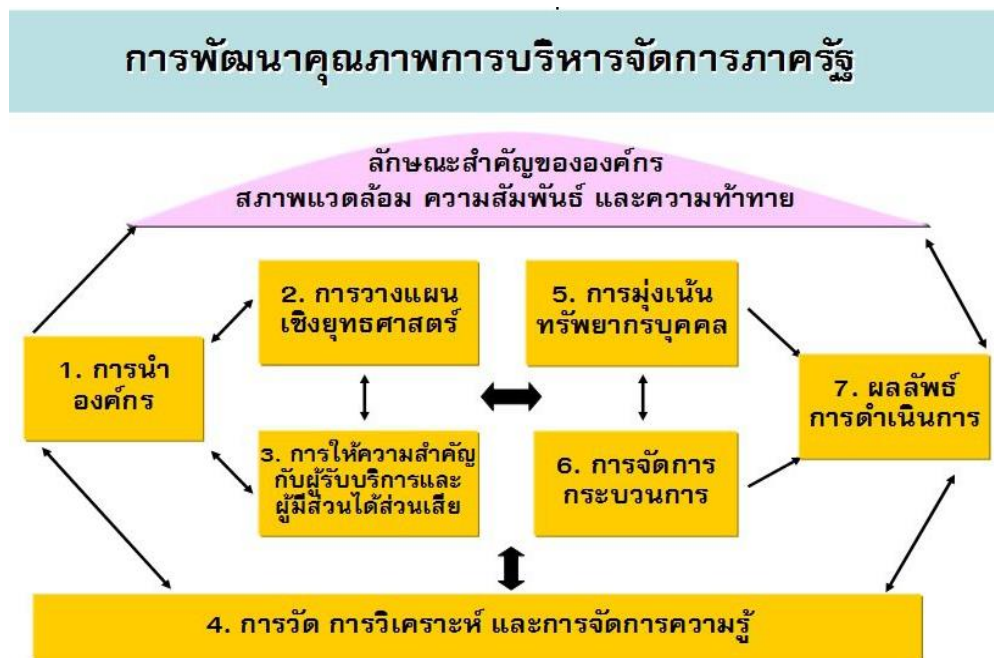 การพัฒนาคุณภาพการบริหารจัดการภาครัฐ
ลักษณะสำคัญขององค์กร
สภาพแวดล้อม ความสัมพันธ์ และความท้าทาย
1. การนำ
องค์กร
2. การวางแผน
เชิงยุทธศาสตร์
3. การให้ความสำคัญ
กับผู้รับบริการและ
ผู้มีส่วนได้ส่วนเสีย
5. การมุ่งเน้น
ทรัพยากรบุคคล
6. การจัดการ
กระบวนการ
7. ผลลัพธ์
การดำเนินการ
4. การวัด การวิเคราะห์ และการจัดการความรู้